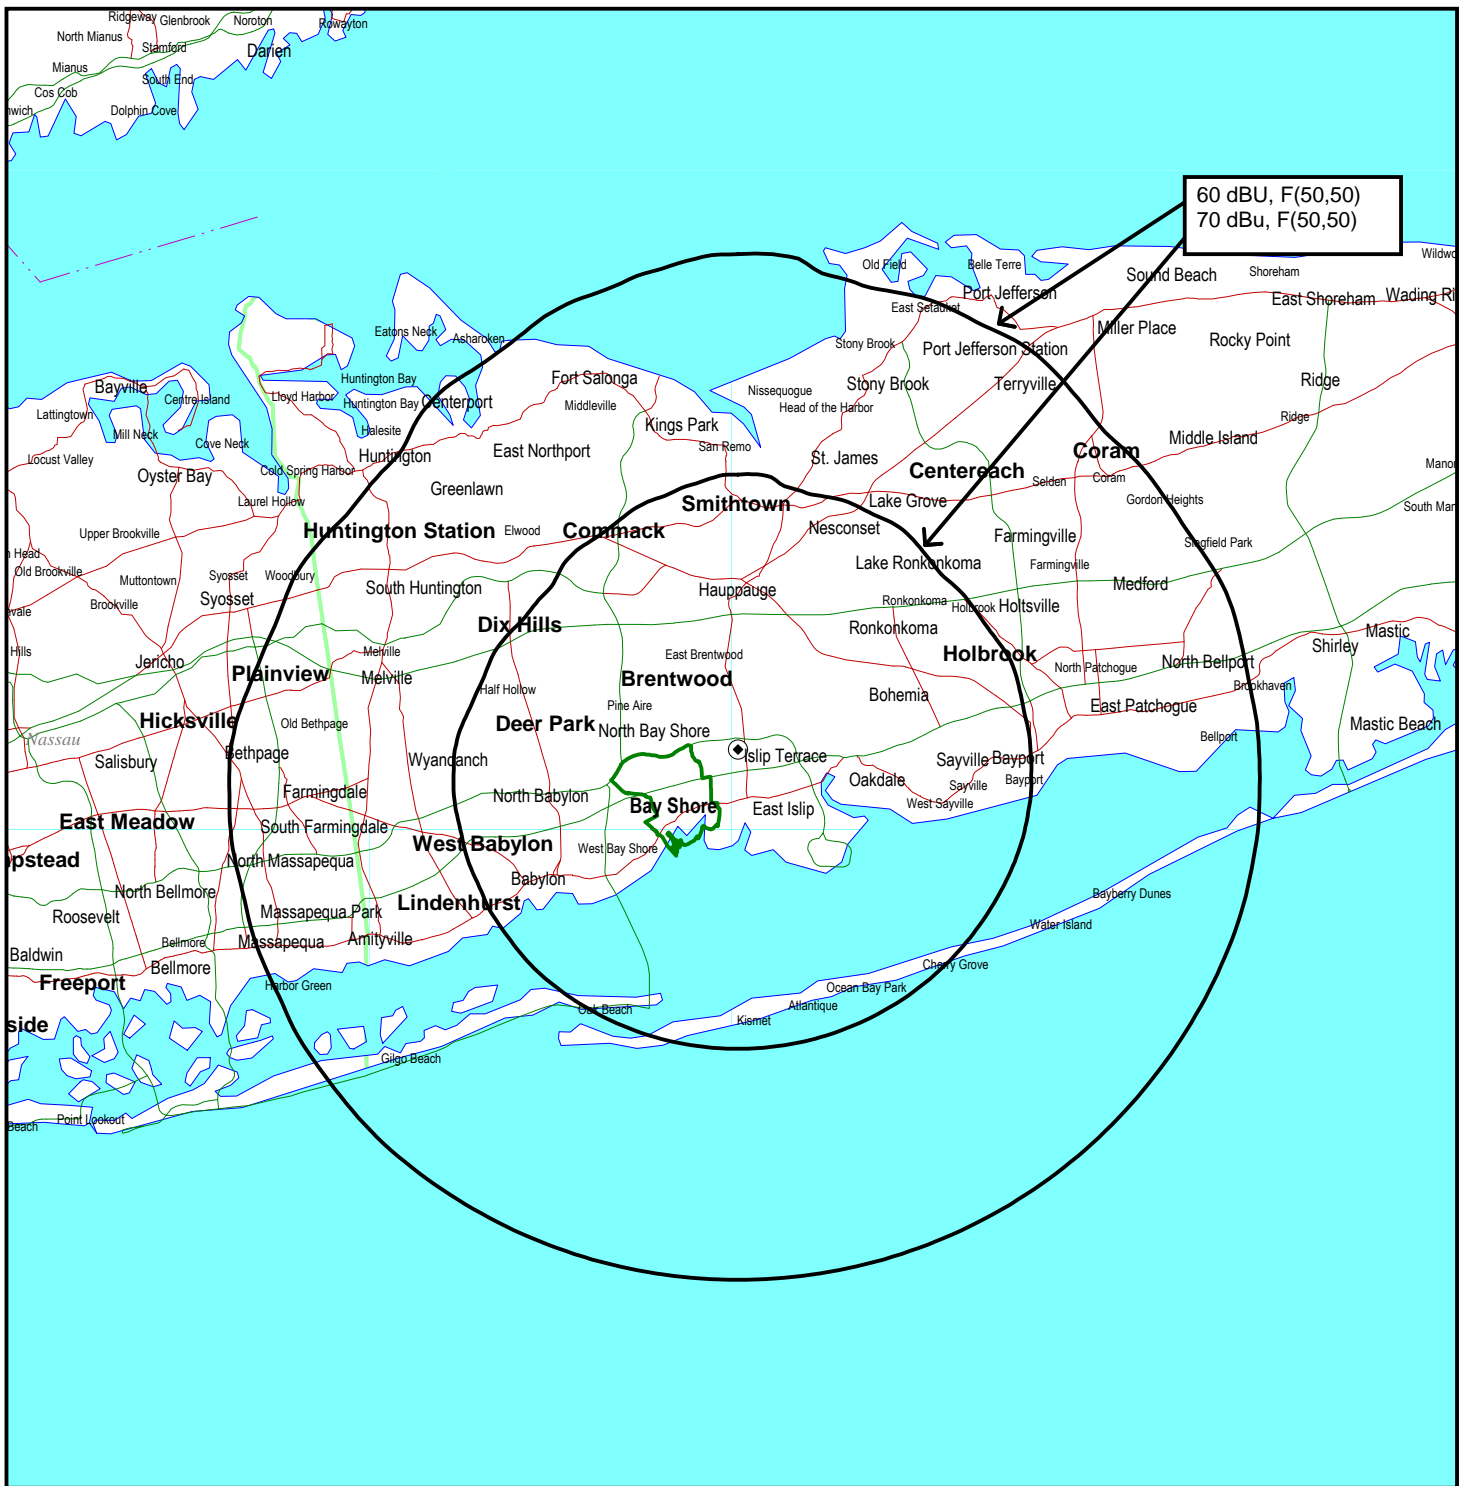 Ridgeway
Glenbrook
Noroton
Rowayton
North Mianus
Stamford
Darien
Mianus
South End
Cos Cob
nwich
Dolphin Cove
60 dBU, F(50,50)
70 dBu, F(50,50)
Old Field
Belle Terre
Wildwo
Sound Beach
Shoreham
Port Jefferson
East Shoreham
Wading Ri
East Setauket
Eatons Neck
Asharoken
Miller Place
Stony Brook
Port Jefferson Station
Rocky Point
Huntington Bay
Fort Salonga
Stony Brook
Terryville
Ridge
Bayville
Centre Island
Lloyd Harbor
Huntington Bay
Centerport
Middleville
Nissequogue
Head of the Harbor
Lattingtown
Ridge
Mill Neck
Cove Neck
Halesite
Kings Park
San Remo
Middle Island
Locust Valley
Huntington
East Northport
St. James
Coram
Oyster Bay
Cold Spring Harbor
Centereach
Manor
Greenlawn
Selden
Coram
Laurel Hollow
Smithtown
Lake Grove
Gordon Heights
South Man
Upper Brookville
Huntington Station
Elwood
Commack
Nesconset
Farmingville
Siegfield Park
n Head
Old Brookville
Muttontown
Syosset
Woodbury
Lake Ronkonkoma
Farmingville
South Huntington
Hauppauge
Medford
evale
Brookville
Syosset
Ronkonkoma
Holbrook
Holtsville
Dix Hills
Ronkonkoma
Mastic
Hills
Jericho
Melville
East Brentwood
Holbrook
Shirley
Plainview
Melville
Brentwood
North Patchogue
North Bellport
Half Hollow
Bohemia
Brookhaven
Hicksville
Old Bethpage
Deer Park
Pine Aire
East Patchogue
Nassau
North Bay Shore
Bellport
Mastic Beach
Salisbury
Bethpage
Wyandanch
Islip Terrace
Sayville
Bayport
Farmingdale
North Babylon
Oakdale
Sayville
Bayport
East Meadow
South Farmingdale
Bay Shore
East Islip
West Sayville
West Babylon
West Bay Shore
pstead
North Massapequa
Babylon
North Bellmore
Lindenhurst
Bayberry Dunes
Roosevelt
Massapequa Park
Water Island
Baldwin
Bellmore
Massapequa
Amityville
Bellmore
Cherry Grove
Freeport
Harbor Green
Ocean Bay Park
Oak Beach
Atlantique
side
Kismet
Gilgo Beach
Point Lookout
Beach